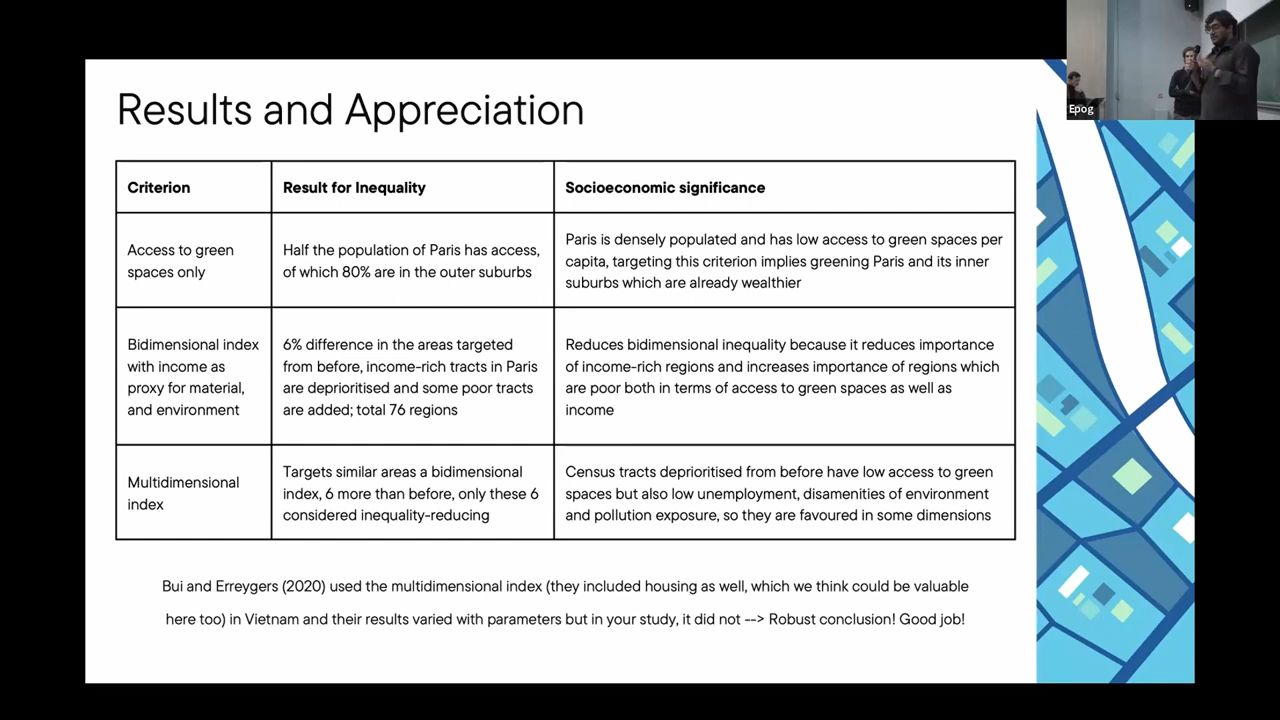 Epog
Results and Appreciation
Criterion
Result for Inequality
Socioeconomic significance
Access to green
spaces only
Half the population of Paris has access,
of which 80% are in the outer suburbs
Paris is densely populated and has low access to green spaces per
capita, targeting this criterion implies greening Paris and its inner
suburbs which are already wealthier
Bidimensional index
with income as
proxy for material,
and environment
6% difference in the areas targeted
from before, income-rich tracts in Paris
are deprioritised and some poor tracts
are added; total 76 regions
Reduces bidimensional inequality because it reduces importance
of income-rich regions and increases importance of regions which
are poor both in terms of access to green spaces as well as
income
Multidimensional
index
Targets similar areas a bidimensional
index, 6 more than before, only these 6
considered inequality-reducing
Census tracts deprioritised from before have low access to green
spaces but also low unemployment, disamenities of environment
and pollution exposure, so they are favoured in some dimensions
Bui and Erreygers (2020) used the multidimensional index (they included housing as well, which we think could be valuable
here too) in Vietnam and their results varied with parameters but in your study, it did not --> Robust conclusion! Good job!